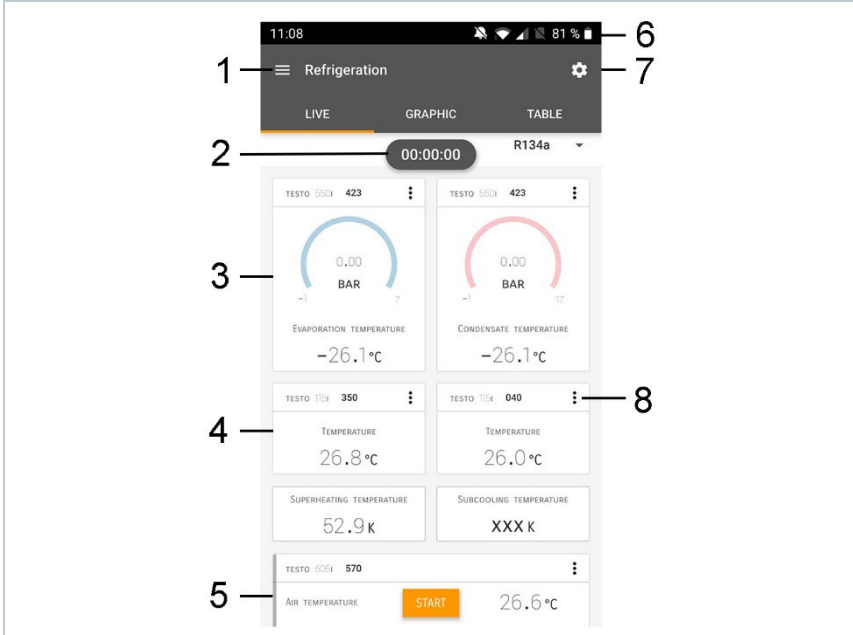 11:08 81 % 6
1 Refrigeration 7
LIVE GRAPHIC TABLE
2 00:00:00 R134a
TESTO 550I 423 TESTO 550I 423
3 0.00 0.00
BAR BAR
-1 7 -1 17
EVAPORATION TEMPERATURE CONDENSATE TEMPERATURE
-26.1°C -26.1°C
TESTO 115I 350 TESTO 115I 040 8
4 TEMPERATURE TEMPERATURE
26.8°C 26.0°C
SUPERHEATING TEMPERATURE SUBCOOLING TEMPERATURE
52.9 K XXX K
TESTO 605I 570
5 AIR TEMPERATURE START 26.6°C